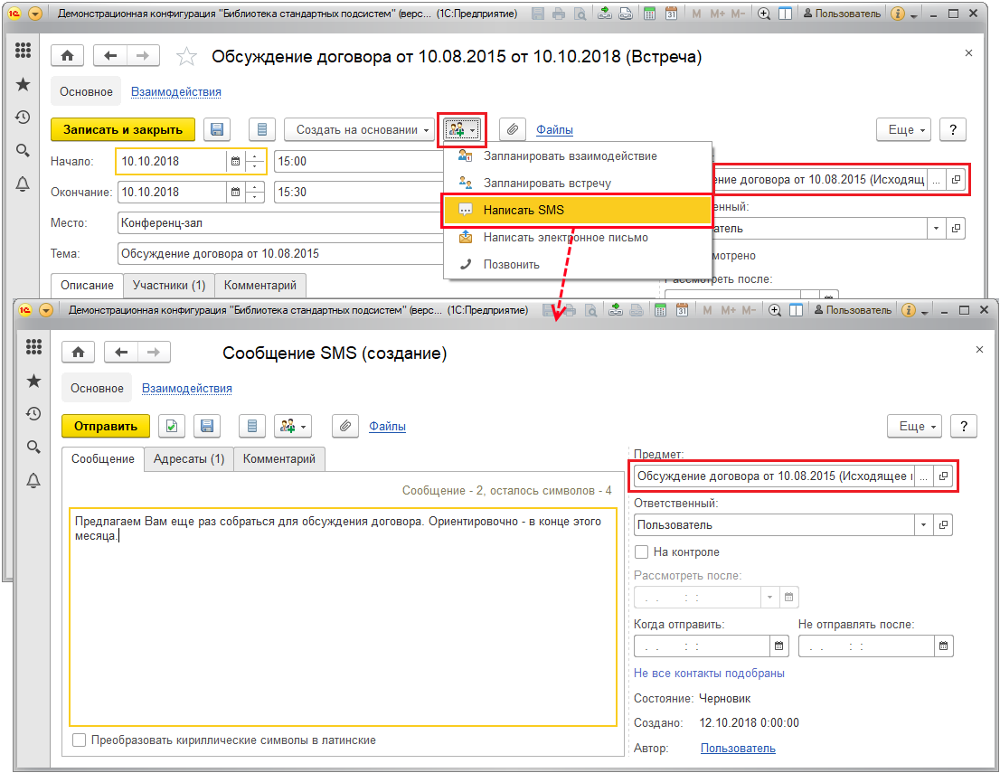 Демонстрационная конфигурация "Библиотека стандартных подсистем" (верс... (1С:Предприятие)
M M+ M-
Пользователь
Обсуждение договора от 10.08.2015 от 10.10.2018 (Встреча)
Основное Взаимодействия
Записать и закрыть Создать на основании Файлы Еще ?
Начало: 10.10.2018 15:00
Запланировать взаимодействие
Окончание: 10.10.2018 15:30
Запланировать встречу
ение договора от 10.08.2015 (Исходящ ...
Написать SMS
Место: Конференц-зал
Написать электронное письмо
Тема: Обсуждение договора от 10.08.2015
Позвонить
Рассмотреть после:
Описание Участники (1) Комментарий
Демонстрационная конфигурация "Библиотека стандартных подсистем" (верс... (1С:Предприятие)
M M+ M-
Пользователь
Сообщение SMS (создание)
Основное Взаимодействия
Отправить Файлы Еще ?
Сообщение Адресаты (1) Комментарий
Сообщение - 2, осталось символов - 4
Предлагаем Вам еще раз собраться для обсуждения договора. Ориентировочно - в конце этого
месяца.
Преобразовать кириллические символы в латинские
Предмет:
Обсуждение договора от 10.08.2015 (Исходящее ...
Ответственный:
Пользователь
На контроле
Рассмотреть после:
. . : :
Когда отправить: Не отправлять после:
. . : : . . : :
Не все контакты подобраны
Состояние: Черновик
Создано: 12.10.2018 0:00:00
Автор: Пользователь